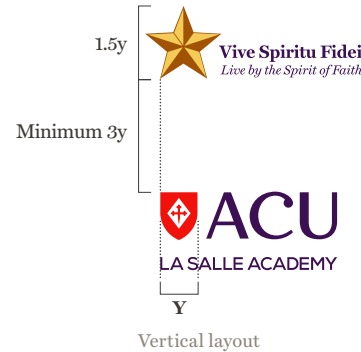 1.5y
Vive Spiritu Fidei
Live by the Spirit of Faith
Minimum 3y
ACU
LA SALLE ACADEMY
Y
Vertical layout